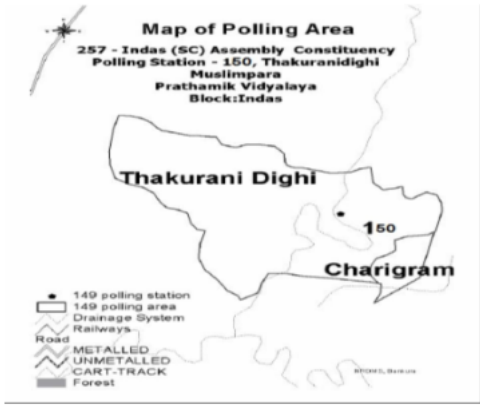 Map of Polling Area
257 - Indas (SC) Assembly Constituency
Polling Station - 150, Thakuranidighi
Muslimpara
Prathamik Vidyalaya
Block:Indas
Thakurani Dighi
150
Charigram
149 polling station
149 polling area
Drainage System
Railways
Road
METALLED
UNMETALLED
CART-TRACK
Forest